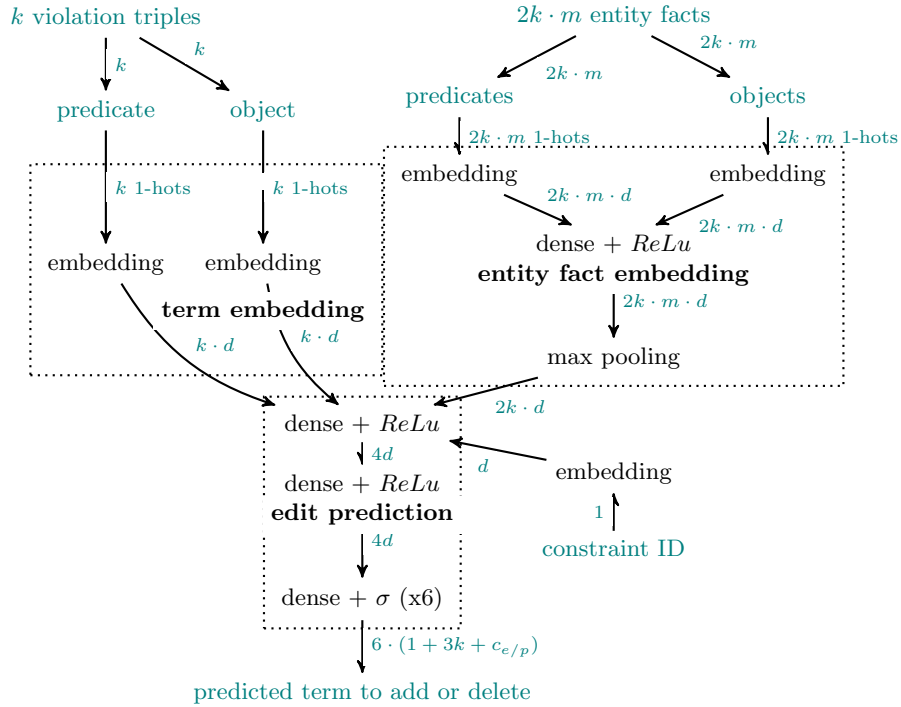 k violation triples
2k · m entity facts
k
k
2k · m
2k · m
predicate
object
predicates
objects
2k · m 1-hots
2k · m 1-hots
k 1-hots
k 1-hots
embedding
embedding
2k · m · d
2k · m · d
dense + ReLu
entity fact embedding
embedding
embedding
term embedding
2k · m · d
k · d
k · d
max pooling
2k · d
dense + ReLu
4d
d
embedding
dense + ReLu
edit prediction
1
4d
constraint ID
dense + σ (x6)
6 · (1 + 3k + c_{e/p})
predicted term to add or delete